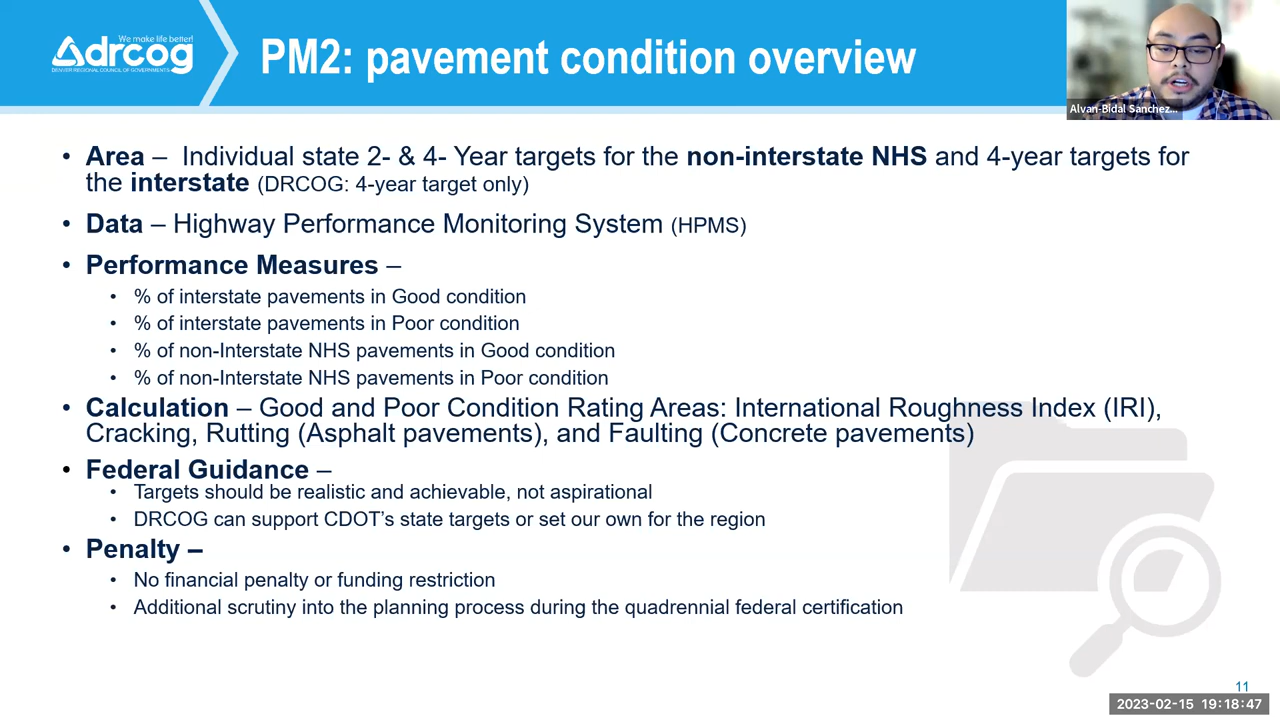 We make life better!
drcog
DENVER REGIONAL COUNCIL OF GOVERNMENTS
PM2: pavement condition overview
Alvan-Bidal Sanchez...
• Area – Individual state 2- & 4- Year targets for the non-interstate NHS and 4-year targets for
the interstate (DRCOG: 4-year target only)
• Data – Highway Performance Monitoring System (HPMS)
• Performance Measures –
• % of interstate pavements in Good condition
• % of interstate pavements in Poor condition
• % of non-Interstate NHS pavements in Good condition
• % of non-Interstate NHS pavements in Poor condition
• Calculation – Good and Poor Condition Rating Areas: International Roughness Index (IRI),
Cracking, Rutting (Asphalt pavements), and Faulting (Concrete pavements)
• Federal Guidance –
• Targets should be realistic and achievable, not aspirational
• DRCOG can support CDOT's state targets or set our own for the region
• Penalty –
• No financial penalty or funding restriction
• Additional scrutiny into the planning process during the quadrennial federal certification
11
2023-02-15 19:18:47